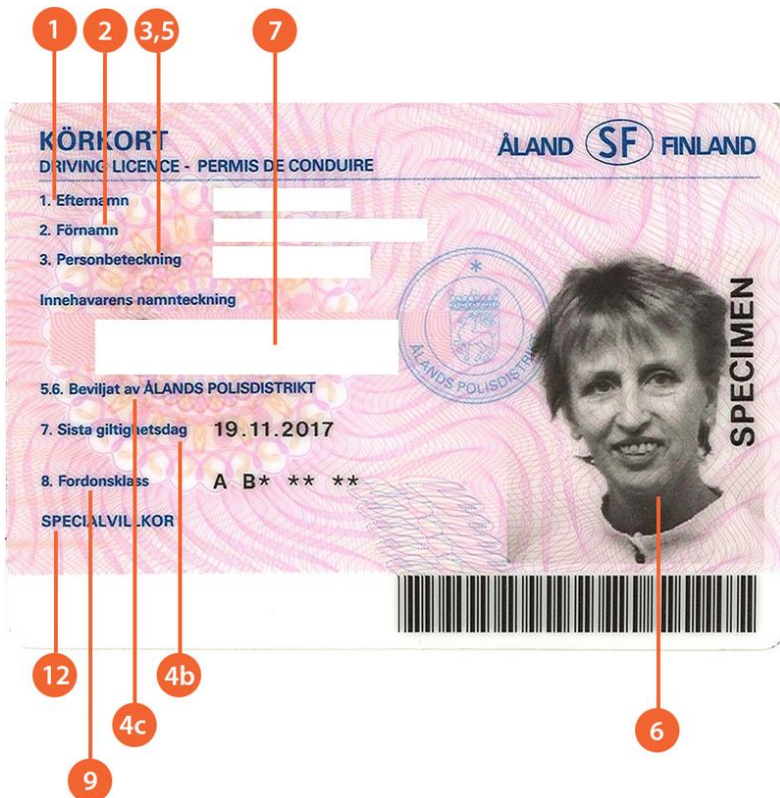 1 2 3,5 7
KÖRKORT
DRIVING LICENCE - PERMIS DE CONDUIRE
ÅLAND SF FINLAND
1. Efternamn
2. Förnamn
3. Personbeteckning
Innehavarens namnteckning
*
ÅLANDS POLISDISTRIKT
SPECIMEN
5.6. Beviljat av ÅLANDS POLISDISTRIKT
7. Sista giltighetsdag 19.11.2017
8. Fordonsklass A B* ** **
SPECIALVILLKOR
12 4b
4c 6
9